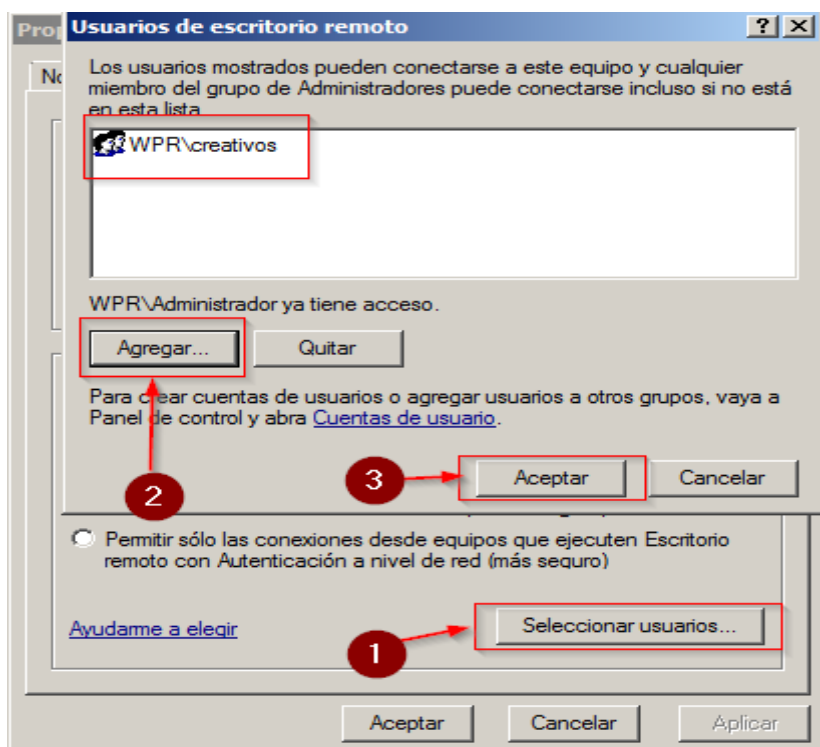 Prop
Usuarios de escritorio remoto
No
Los usuarios mostrados pueden conectarse a este equipo y cualquier
miembro del grupo de Administradores puede conectarse incluso si no está
en esta lista.
WPR\creativos
WPR\Administrador ya tiene acceso.
Agregar...
Quitar
Para crear cuentas de usuarios o agregar usuarios a otros grupos, vaya a
Panel de control y abra Cuentas de usuario.
2
3
Aceptar
Cancelar
Permitir sólo las conexiones desde equipos que ejecuten Escritorio
remoto con Autenticación a nivel de red (más seguro)
Ayudarme a elegir
1
Seleccionar usuarios...
Aceptar
Cancelar
Aplicar